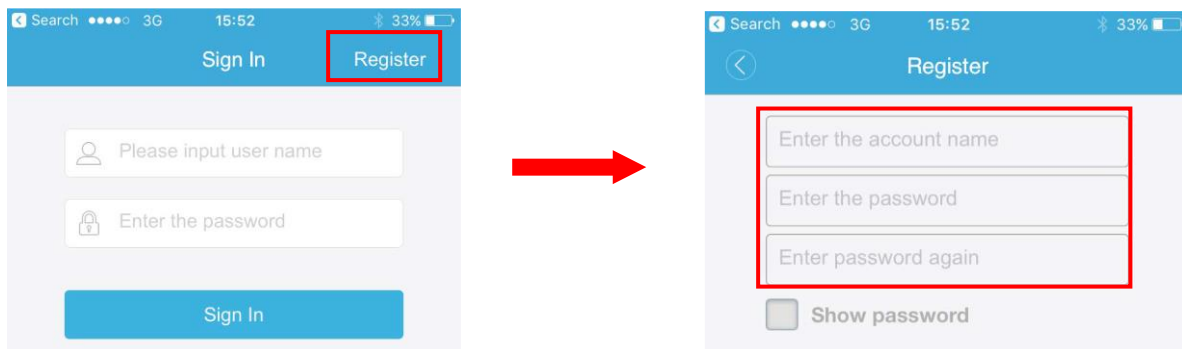 Search 3G 15:52 33%
Sign In Register
Please input user name
Enter the password
Sign In
Search 3G 15:52 33%
Register
Enter the account name
Enter the password
Enter password again
Show password